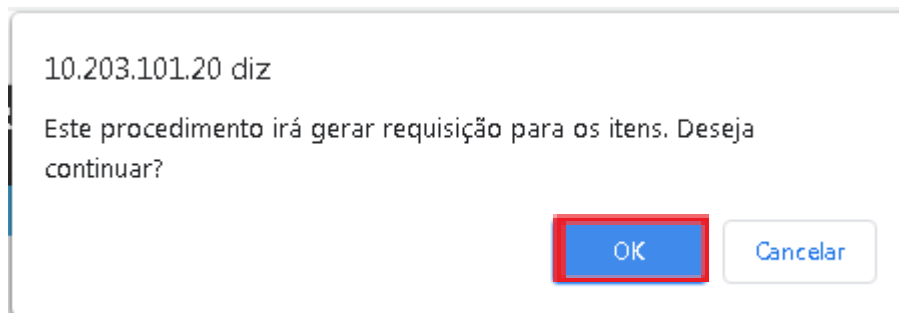 10.203.101.20 diz
Este procedimento irá gerar requisição para os itens. Deseja
continuar?
OK
Cancelar